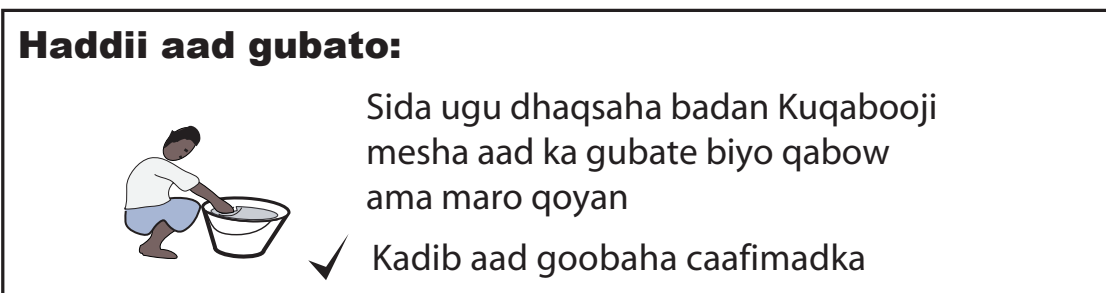 Haddii aad gubato:
Sida ugu dhaqsaha badan Kuqabooji
mesha aad ka gubate biyo qabow
ama maro qoyan
Kadib aad goobaha caafimadka